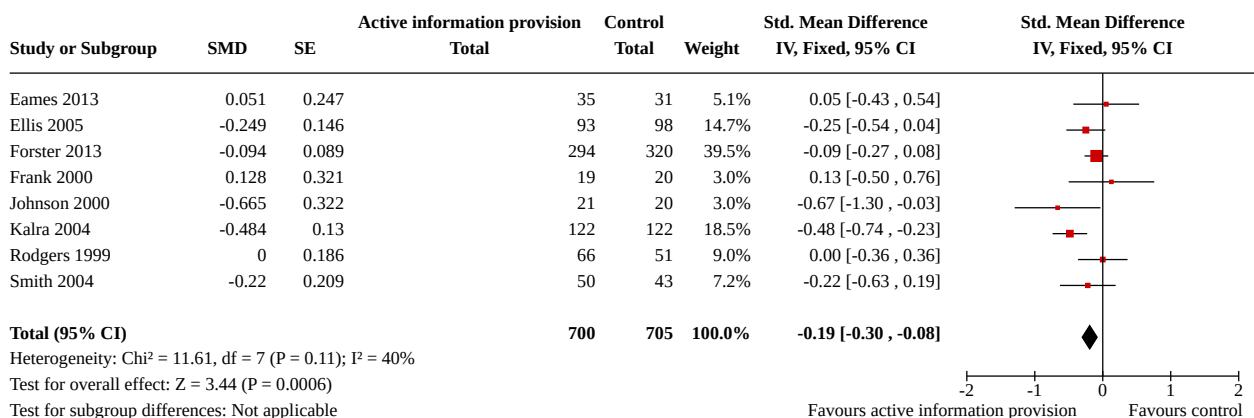 Active information provision Control Std. Mean Difference Std. Mean Difference
Study or Subgroup SMD SE Total Total Weight IV, Fixed, 95% CI IV, Fixed, 95% CI
Eames 2013 0.051 0.247 35 31 5.1% 0.05 [-0.43 , 0.54]
Ellis 2005 -0.249 0.146 93 98 14.7% -0.25 [-0.54 , 0.04]
Forster 2013 -0.094 0.089 294 320 39.5% -0.09 [-0.27 , 0.08]
Frank 2000 0.128 0.321 19 20 3.0% 0.13 [-0.50 , 0.76]
Johnson 2000 -0.665 0.322 21 20 3.0% -0.67 [-1.30 , -0.03]
Kalra 2004 -0.484 0.13 122 122 18.5% -0.48 [-0.74 , -0.23]
Rodgers 1999 0 0.186 66 51 9.0% 0.00 [-0.36 , 0.36]
Smith 2004 -0.22 0.209 50 43 7.2% -0.22 [-0.63 , 0.19]
Total (95% CI) 700 705 100.0% -0.19 [-0.30 , -0.08]
Heterogeneity: Chi² = 11.61, df = 7 (P = 0.11); I² = 40%
Test for overall effect: Z = 3.44 (P = 0.0006) -2 -1 0 1 2
Test for subgroup differences: Not applicable Favours active information provision Favours control